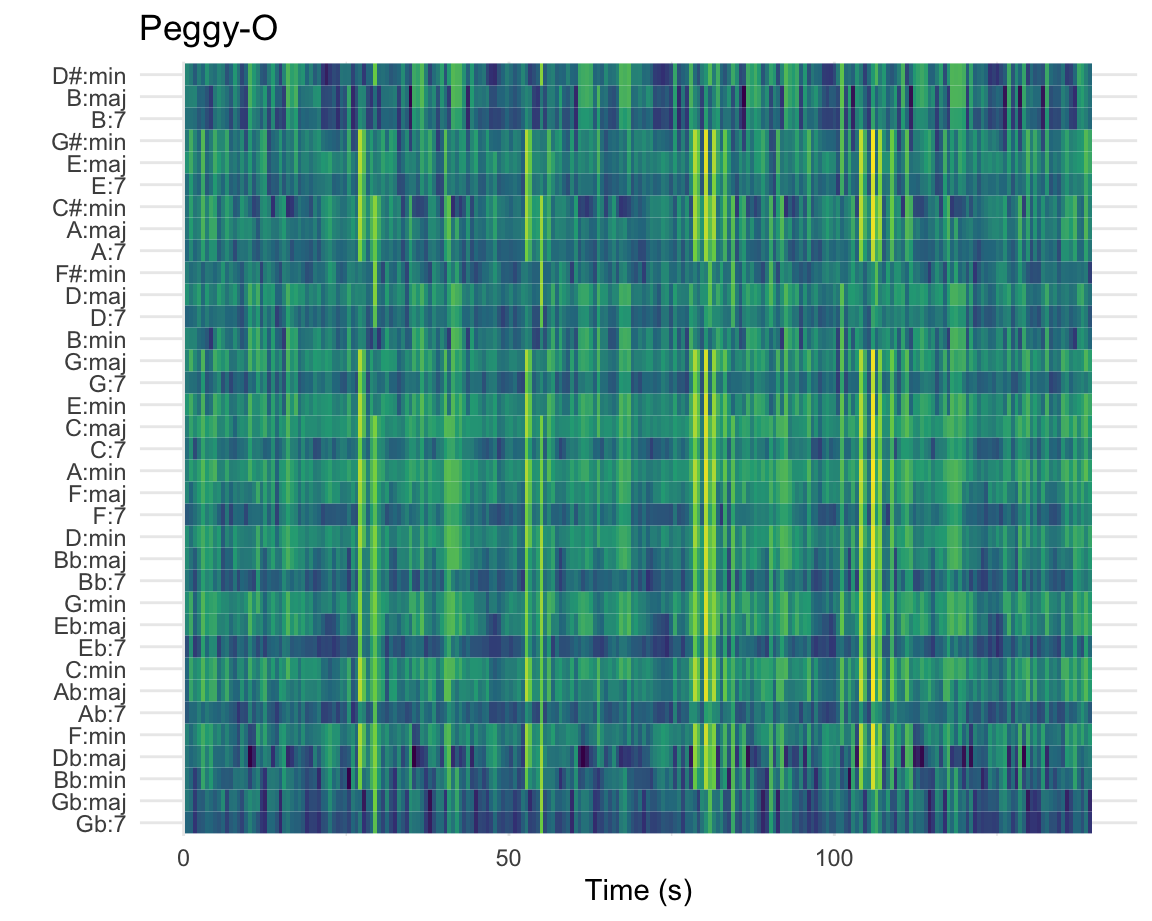 Peggy-O
D#:min
B:maj
B:7
G#:min
E:maj
E:7
C#:min
A:maj
A:7
F#:min
D:maj
D:7
B:min
G:maj
G:7
E:min
C:maj
C:7
A:min
F:maj
F:7
D:min
Bb:maj
Bb:7
G:min
Eb:maj
Eb:7
C:min
Ab:maj
Ab:7
F:min
Db:maj
Bb:min
Gb:maj
Gb:7
0 50 100
Time (s)